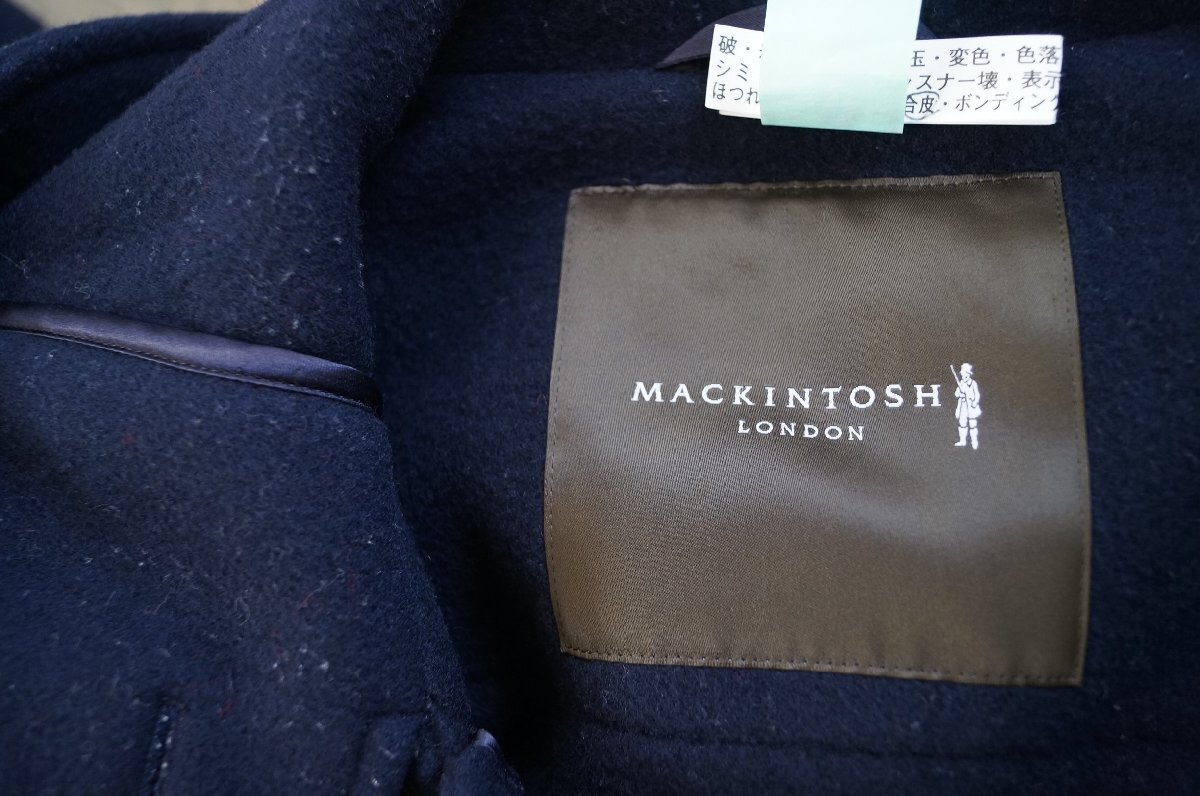 破・
玉・変色・色落
シミ
スナー壊・表示
ほつれ
合皮・ボンディング
MACKINTOSH
LONDON